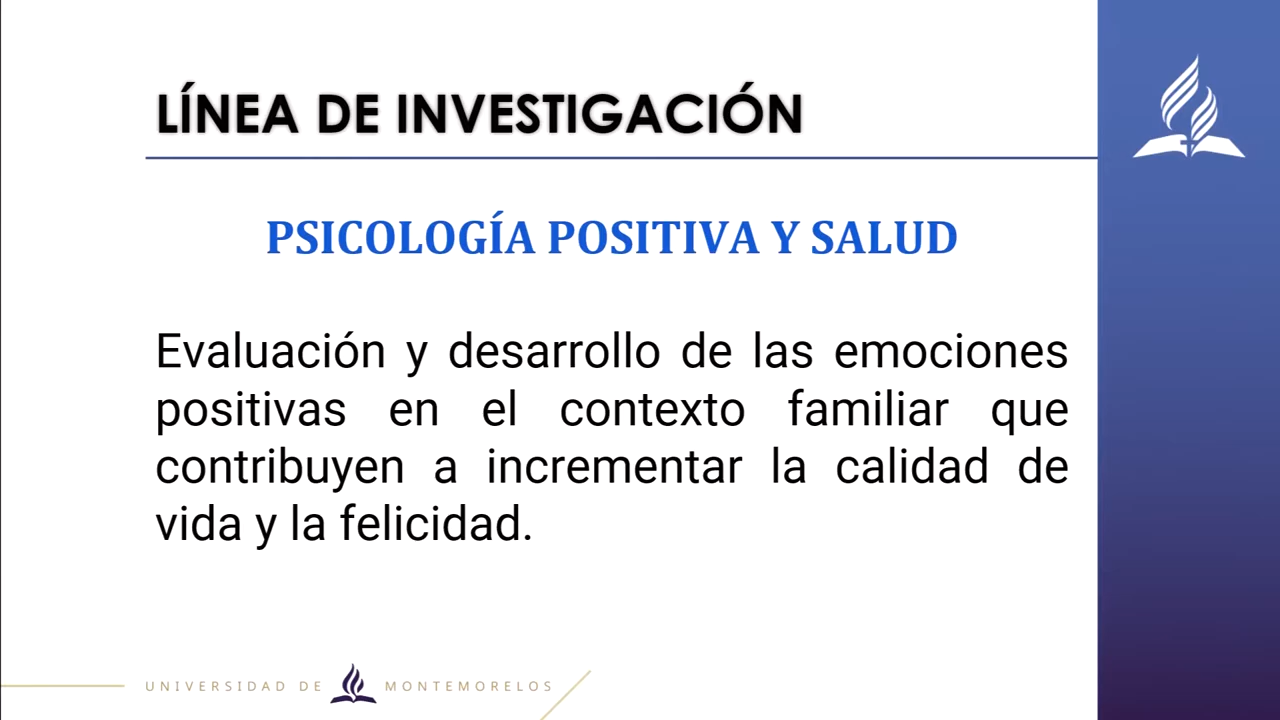 LÍNEA DE INVESTIGACIÓN
PSICOLOGÍA POSITIVA Y SALUD
Evaluación y desarrollo de las emociones
positivas en el contexto familiar que
contribuyen a incrementar la calidad de
vida y la felicidad.
UNIVERSIDAD DE MONTEMORELOS